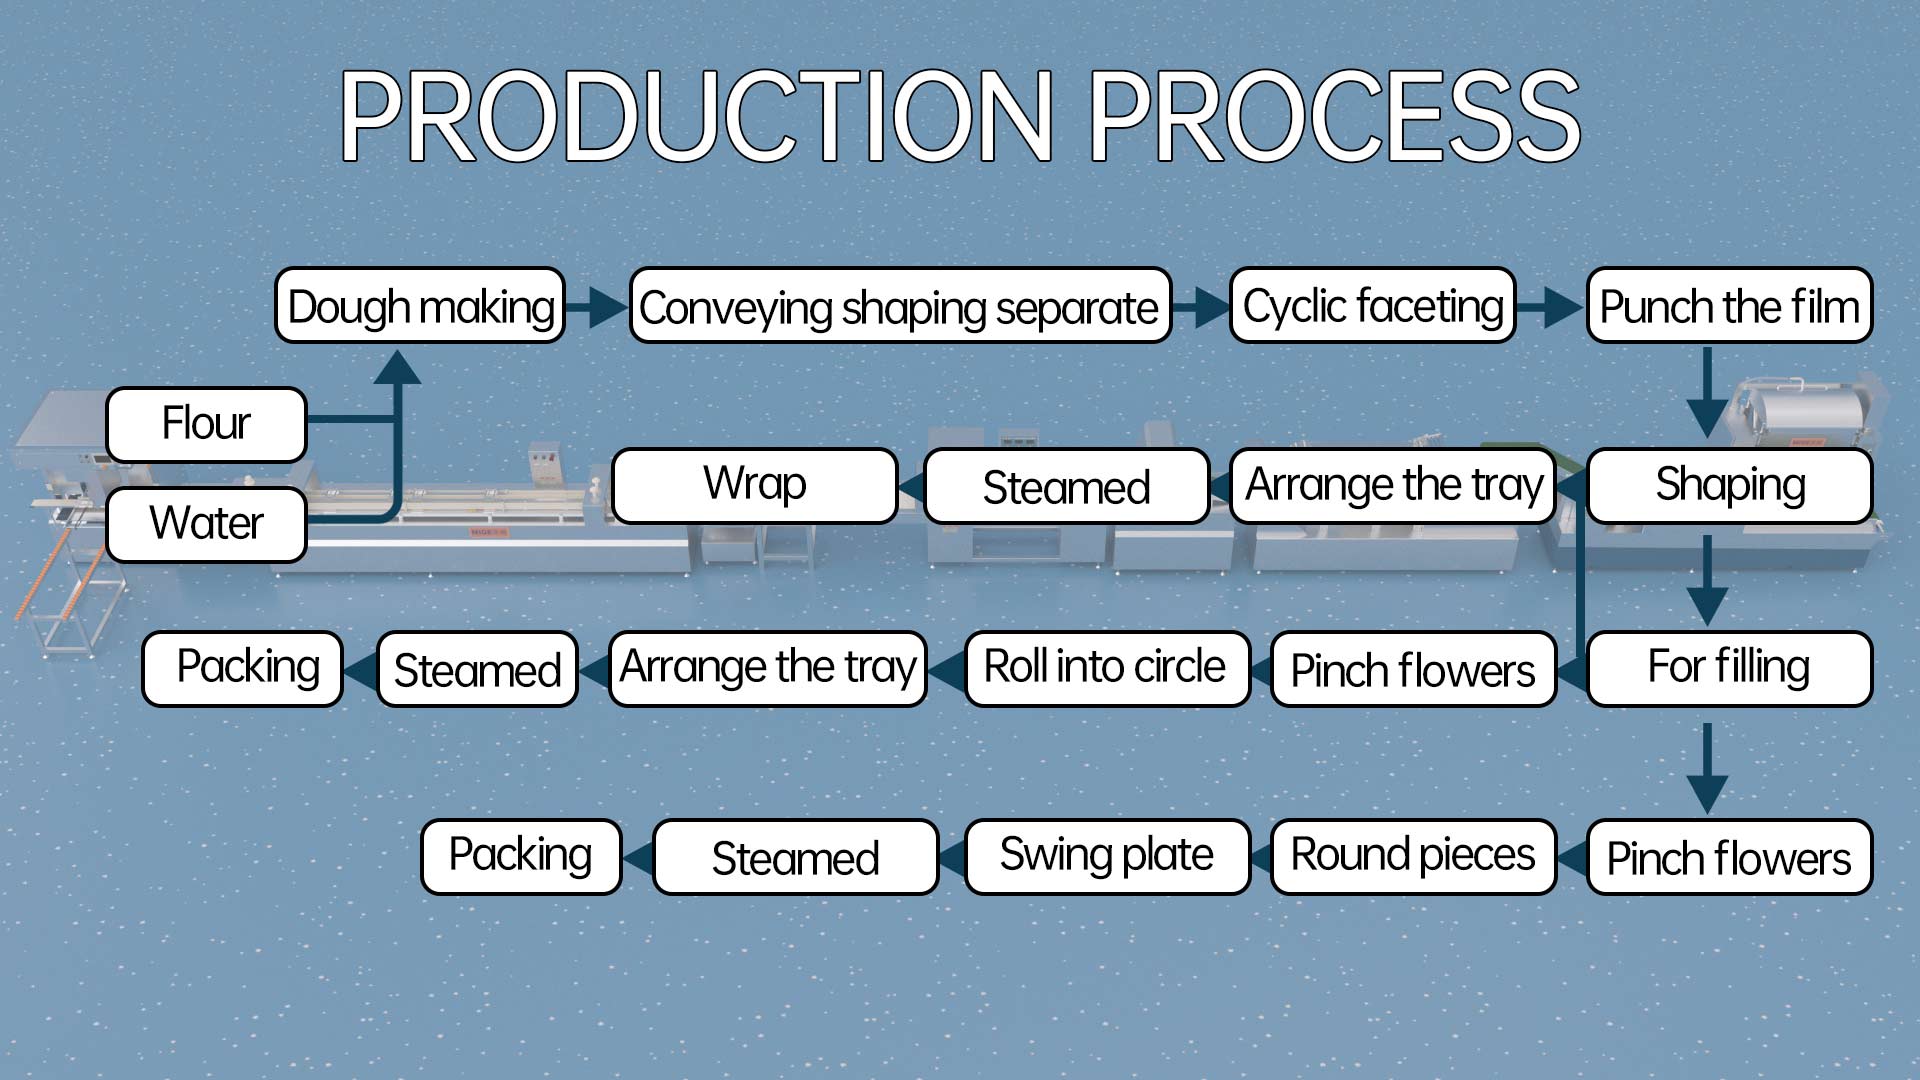 PRODUCTION PROCESS
Dough making
Conveying shaping separate
Cyclic faceting
Punch the film
Flour
Water
Wrap
Steamed
Arrange the tray
Shaping
Packing
Steamed
Arrange the tray
Roll into circle
Pinch flowers
For filling
Packing
Steamed
Swing plate
Round pieces
Pinch flowers